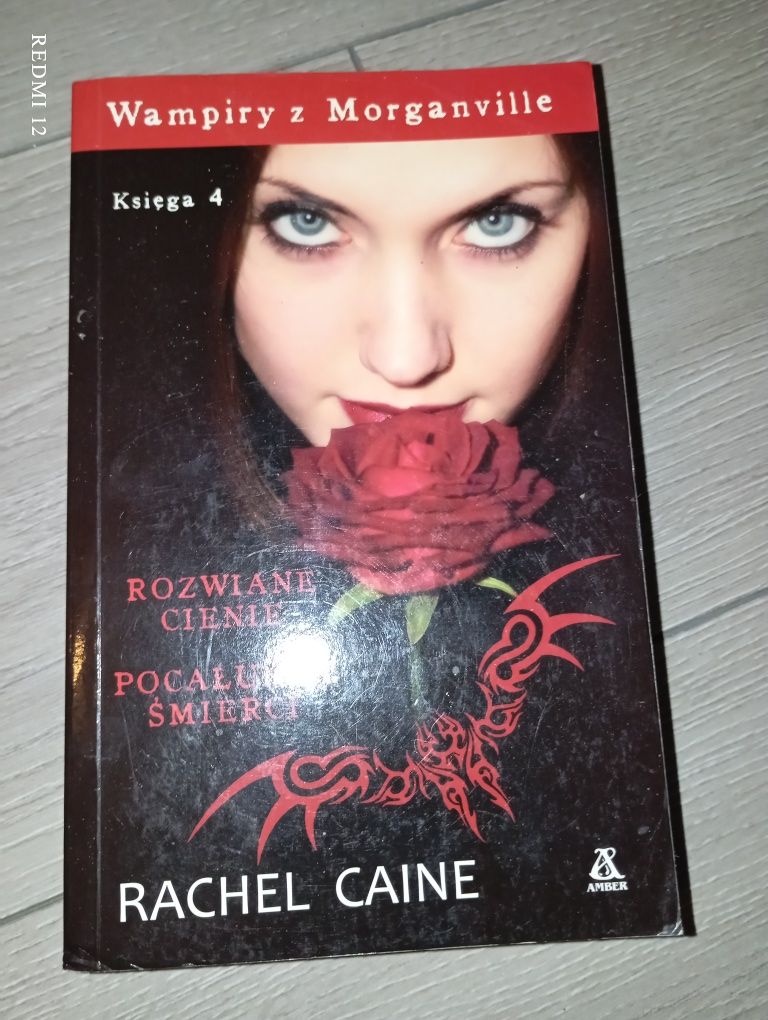 REDMI 12
Wampiry z Morganville
Księga 4
ROZWIANE
CIENIE
ŚMIERCI
RACHEL CAINE
AMBER